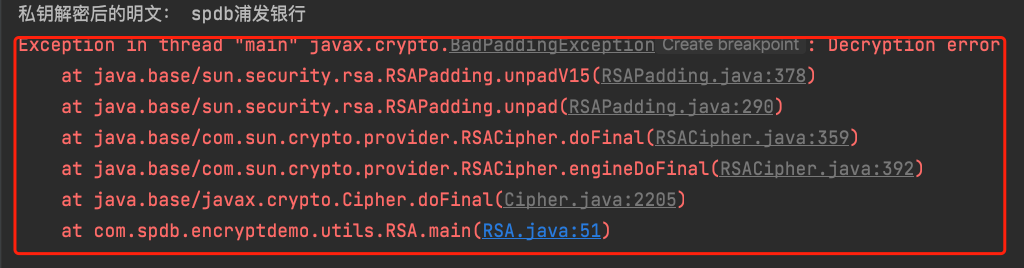 私钥解密后的明文： spdb浦发银行
Exception in thread "main" javax.crypto.BadPaddingException Create breakpoint : Decryption error
at java.base/sun.security.rsa.RSAPadding.unpadV15(RSAPadding.java:378)
at java.base/sun.security.rsa.RSAPadding.unpad(RSAPadding.java:290)
at java.base/com.sun.crypto.provider.RSACipher.doFinal(RSACipher.java:359)
at java.base/com.sun.crypto.provider.RSACipher.engineDoFinal(RSACipher.java:392)
at java.base/javax.crypto.Cipher.doFinal(Cipher.java:2205)
at com.spdb.encryptdemo.utils.RSA.main(RSA.java:51)